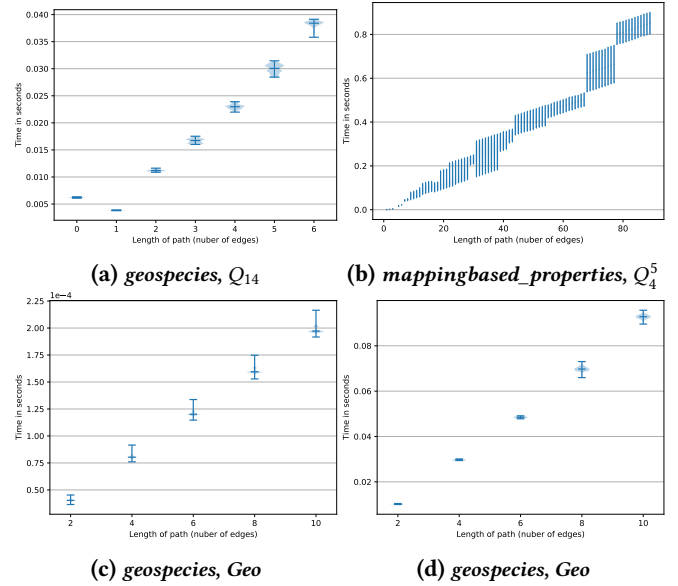 0.040
0.035
0.030
0.025
0.020
0.015
0.010
0.005
Time in seconds
0 1 2 3 4 5 6
Length of path (nuber of edges)
(a) geospecies, Q14
0.8
0.6
0.4
0.2
0.0
Time in seconds
0 20 40 60 80
Length of path (nuber of edges)
(b) mappingbased_properties, Q_4^5
1e−4
2.25
2.00
1.75
1.50
1.25
1.00
0.75
0.50
Time in seconds
2 4 6 8 10
Length of path (nuber of edges)
(c) geospecies, Geo
0.08
0.06
0.04
0.02
Time in seconds
2 4 6 8 10
Length of path (nuber of edges)
(d) geospecies, Geo